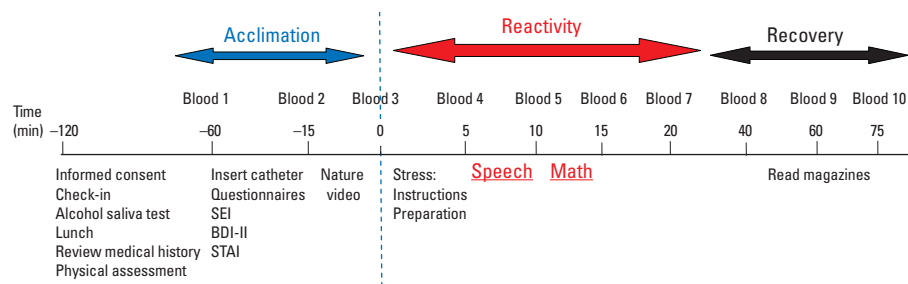 Acclimation
Reactivity
Recovery
Blood 1 Blood 2 Blood 3 Blood 4 Blood 5 Blood 6 Blood 7 Blood 8 Blood 9 Blood 10
Time
(min) –120 –60 –15 0 5 10 15 20 40 60 75
Informed consent
Check-in
Alcohol saliva test
Lunch
Review medical history
Physical assessment
Insert catheter
Questionnaires
SEI
BDI-II
STAI
Nature
video
Stress:
Instructions
Preparation
Speech
Math
Read magazines